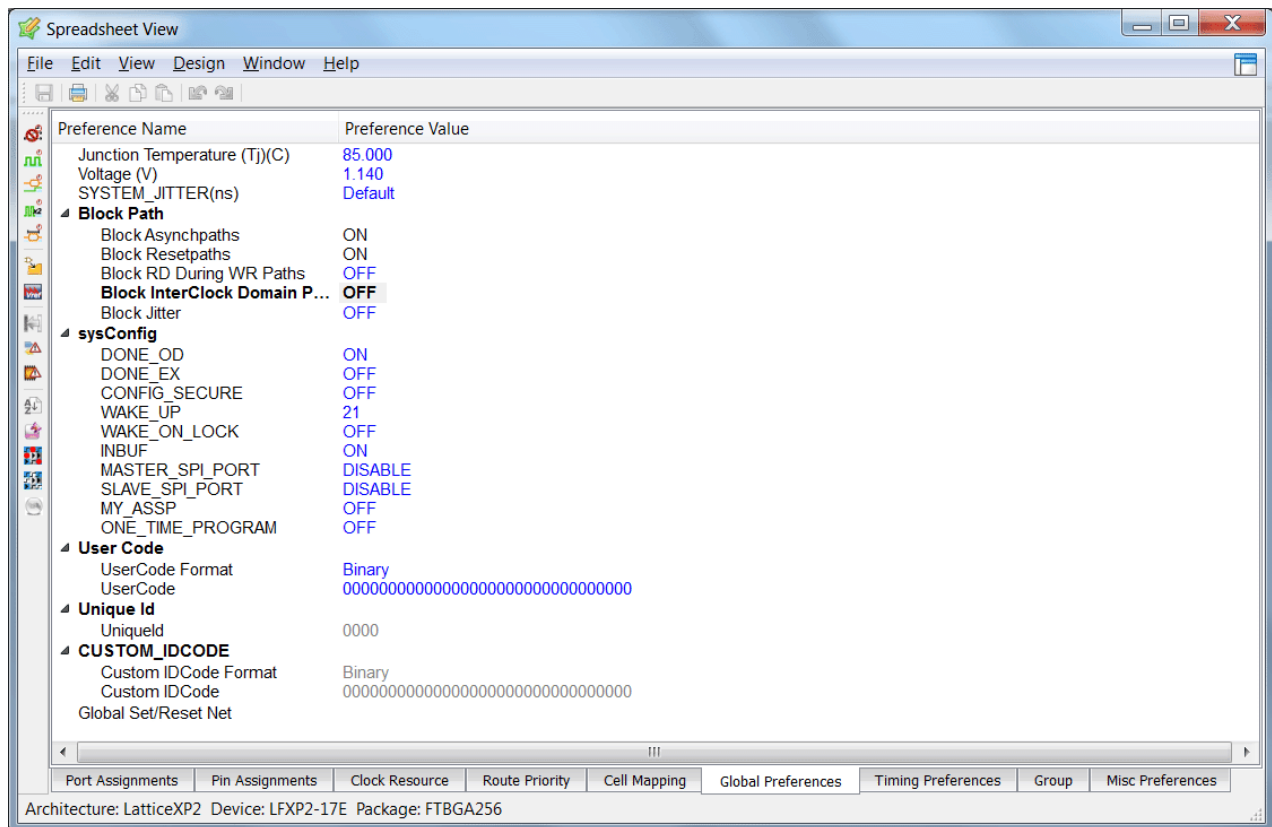 Spreadsheet View
File Edit View Design Window Help
Preference Name Preference Value
Junction Temperature (Tj)(C) 85.000
Voltage (V) 1.140
SYSTEM_JITTER(ns) Default
Block Path
Block Asynchpaths ON
Block Resetpaths ON
Block RD During WR Paths OFF
Block InterClock Domain P... OFF
Block Jitter OFF
sysConfig
DONE_OD ON
DONE_EX OFF
CONFIG_SECURE OFF
WAKE_UP 21
WAKE_ON_LOCK OFF
INBUF ON
MASTER_SPI_PORT DISABLE
SLAVE_SPI_PORT DISABLE
MY_ASSP OFF
ONE_TIME_PROGRAM OFF
User Code
UserCode Format Binary
UserCode 00000000000000000000000000000000
Unique Id
UniqueId 0000
CUSTOM_IDCODE
Custom IDCode Format Binary
Custom IDCode 00000000000000000000000000000000
Global Set/Reset Net
Port Assignments Pin Assignments Clock Resource Route Priority Cell Mapping Global Preferences Timing Preferences Group Misc Preferences
Architecture: LatticeXP2 Device: LFXP2-17E Package: FTBGA256